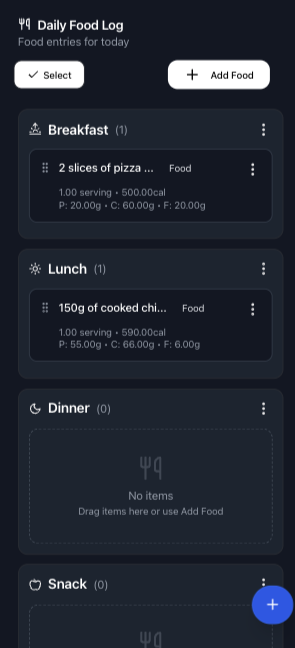 Daily Food Log
Food entries for today
Select
Add Food
Breakfast (1)
2 slices of pizza ... Food
1.00 serving • 500.00cal
P: 20.00g • C: 60.00g • F: 20.00g
Lunch (1)
150g of cooked chi... Food
1.00 serving • 590.00cal
P: 55.00g • C: 66.00g • F: 6.00g
Dinner (0)
No items
Drag items here or use Add Food
Snack (0)